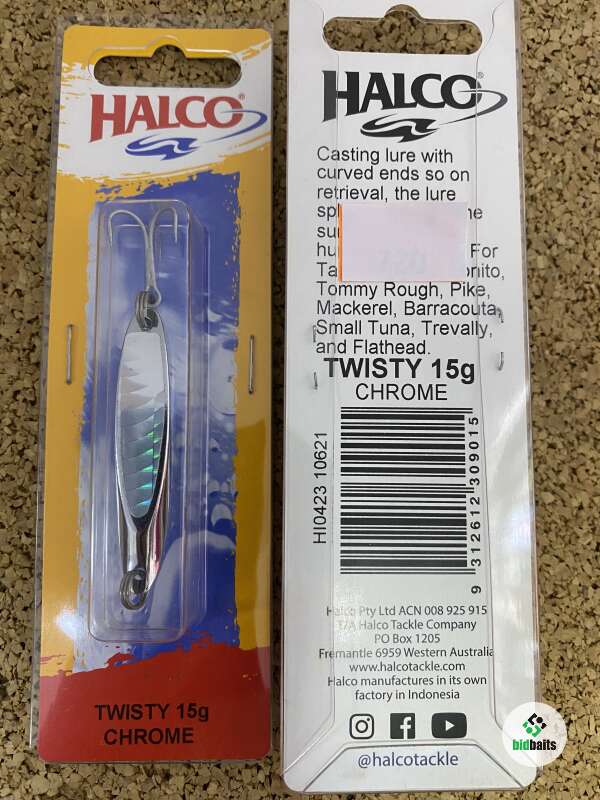 HALCO®
TWISTY 15g
CHROME
HALCO®
Casting lure with
curved ends so on
retrieval, the lure
For
Tommy Rough, Pike,
Mackerel, Barracouta,
Small Tuna, Trevally,
and Flathead.
TWISTY 15g
CHROME
HI0423 10621
9 312612 309015
Halco Pty Ltd ACN 008 925 915
T/A Halco Tackle Company
PO Box 1205
Fremantle 6959 Western Australia
www.halcotackle.com
Halco manufactures in its own
factory in Indonesia
@halcotackle
bidbaits